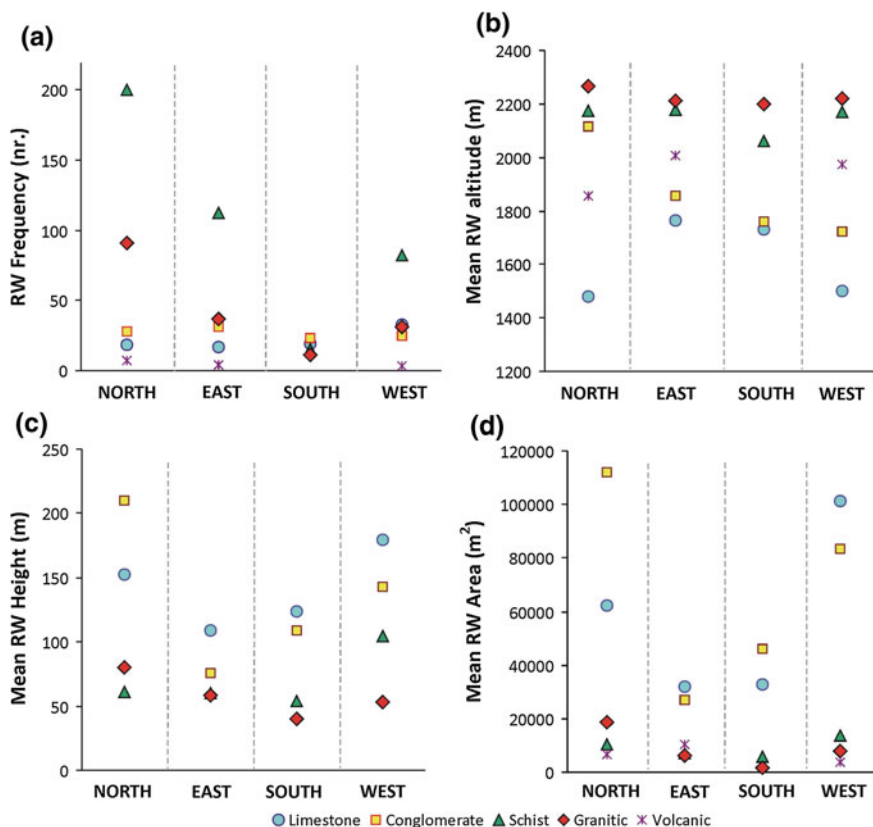 (a)
RW Frequency (nr.)
200
150
100
50
0
NORTH EAST SOUTH WEST
(b)
Mean RW altitude (m)
2400
2200
2000
1800
1600
1400
1200
NORTH EAST SOUTH WEST
(c)
Mean RW Height (m)
250
200
150
100
50
0
NORTH EAST SOUTH WEST
(d)
Mean RW Area (m²)
120000
100000
80000
60000
40000
20000
0
NORTH EAST SOUTH WEST
Limestone Conglomerate Schist Granitic Volcanic